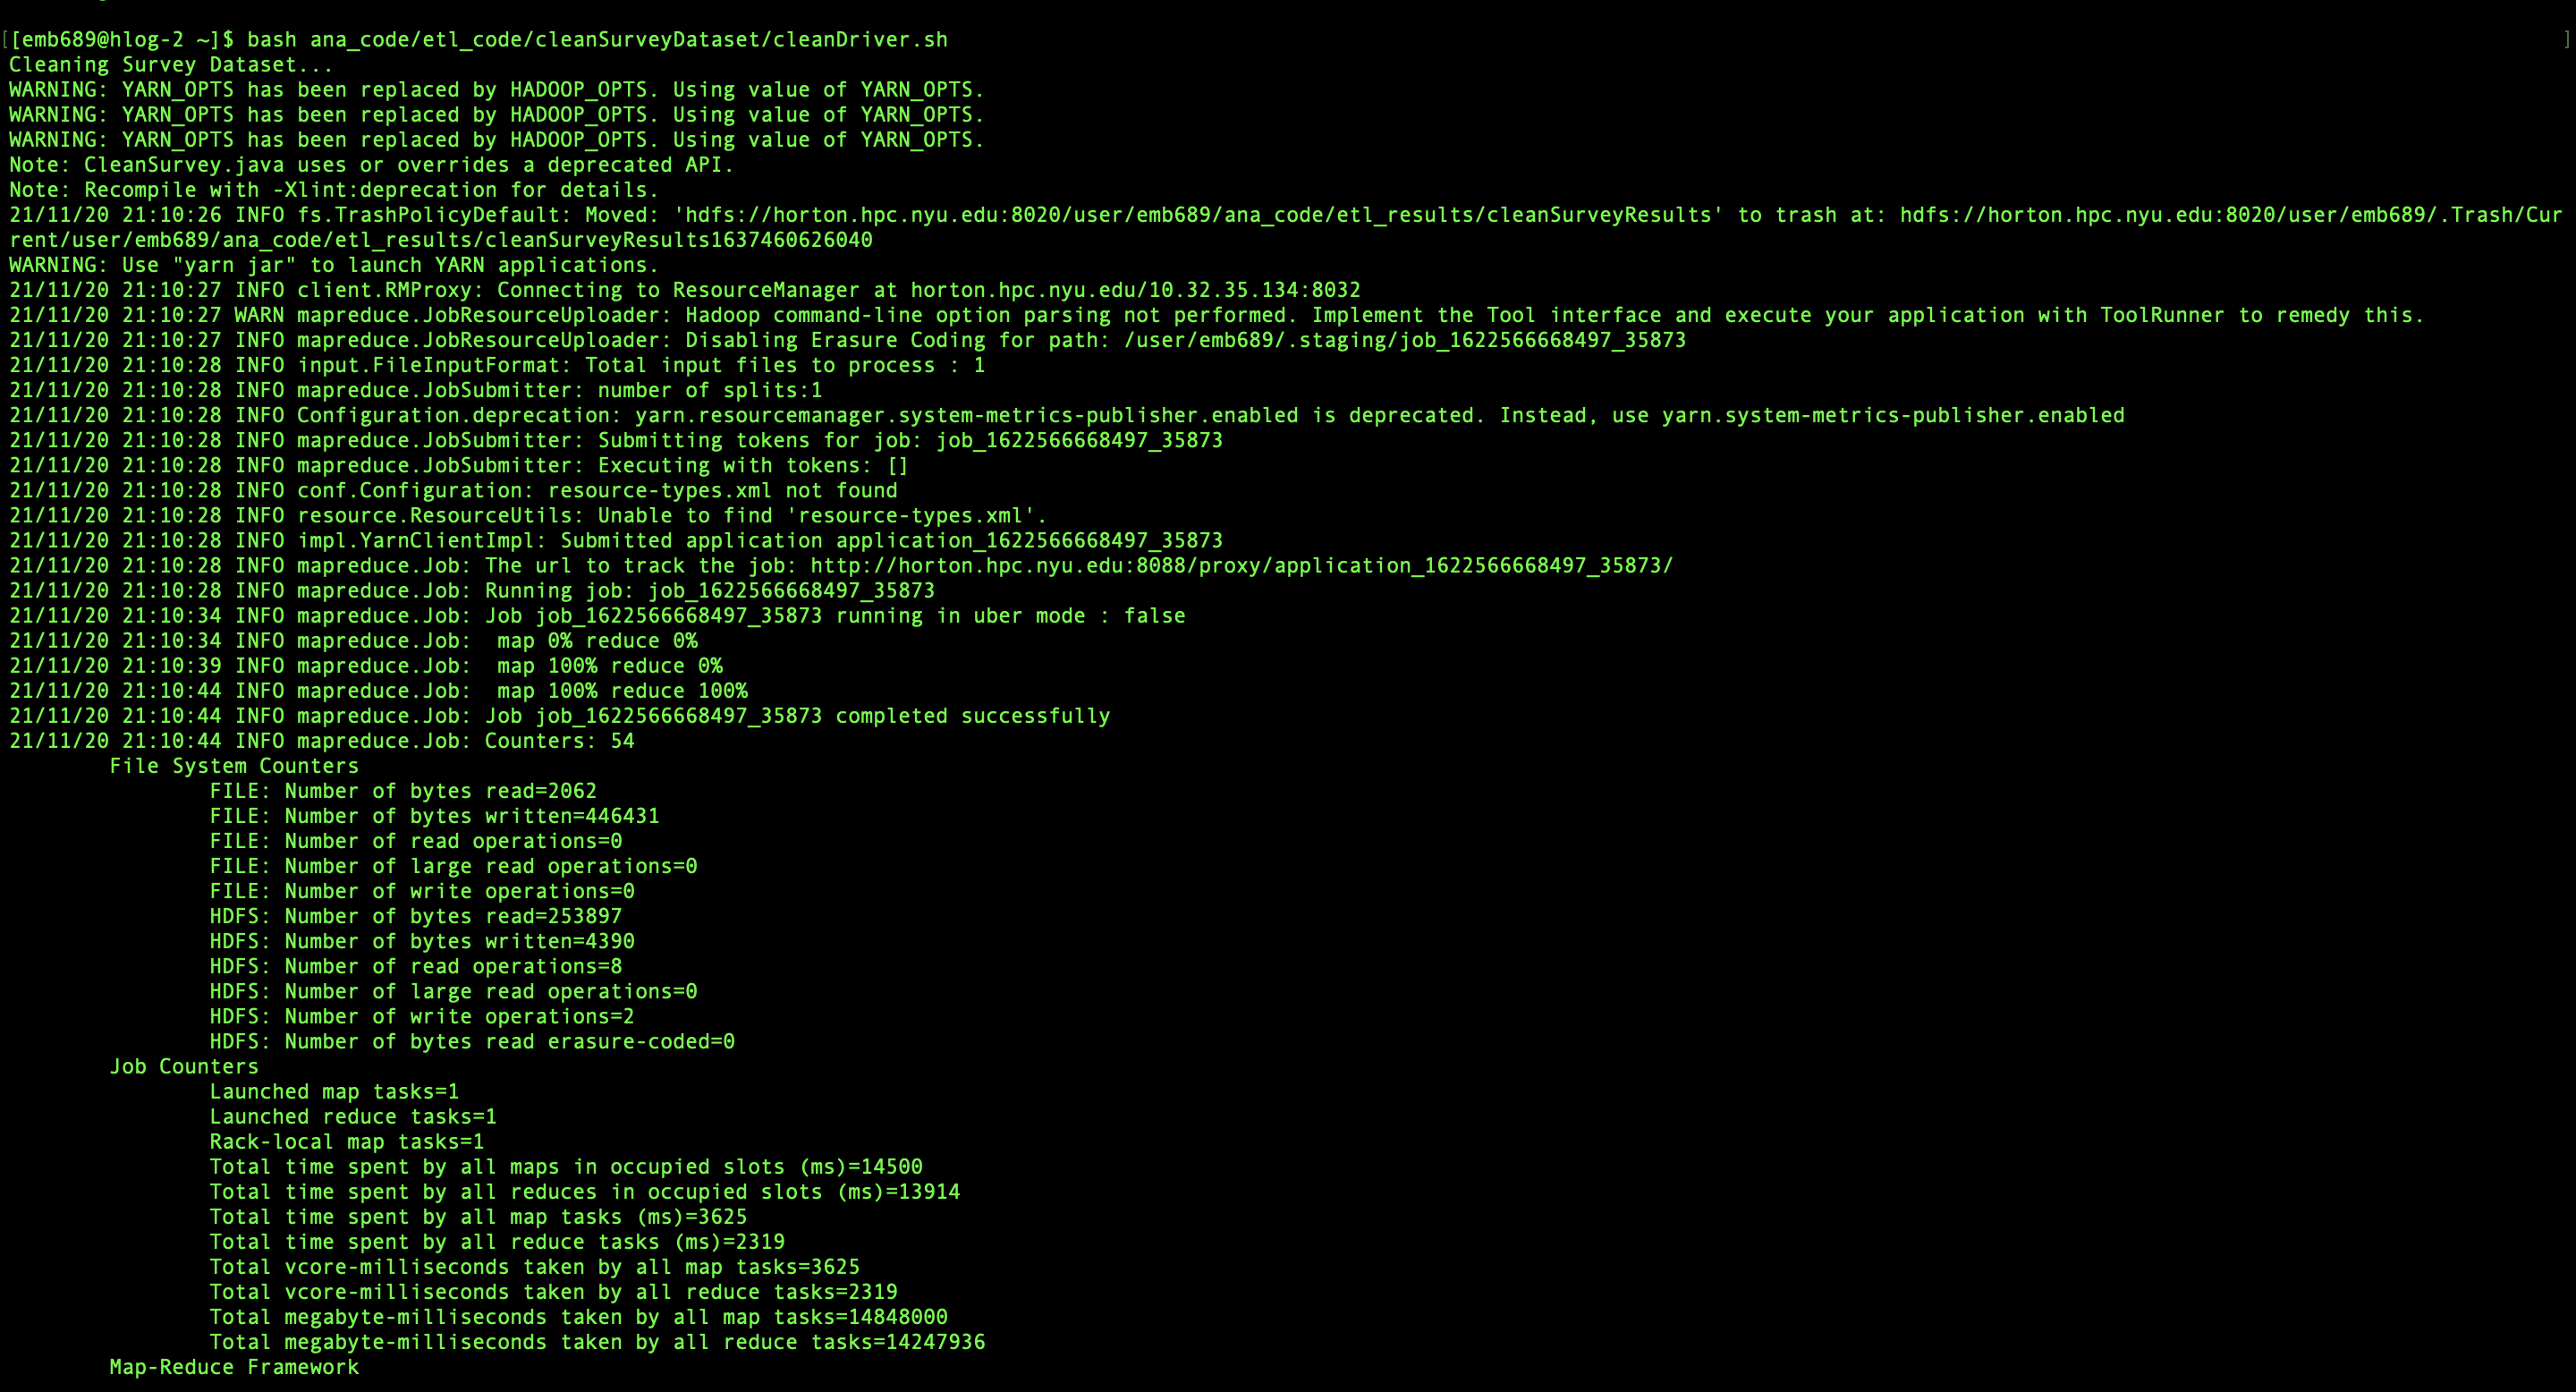 [[emb689@hlog-2 ~]$ bash ana_code/etl_code/cleanSurveyDataset/cleanDriver.sh ]
Cleaning Survey Dataset...
WARNING: YARN_OPTS has been replaced by HADOOP_OPTS. Using value of YARN_OPTS.
WARNING: YARN_OPTS has been replaced by HADOOP_OPTS. Using value of YARN_OPTS.
WARNING: YARN_OPTS has been replaced by HADOOP_OPTS. Using value of YARN_OPTS.
Note: CleanSurvey.java uses or overrides a deprecated API.
Note: Recompile with -Xlint:deprecation for details.
21/11/20 21:10:26 INFO fs.TrashPolicyDefault: Moved: 'hdfs://horton.hpc.nyu.edu:8020/user/emb689/ana_code/etl_results/cleanSurveyResults' to trash at: hdfs://horton.hpc.nyu.edu:8020/user/emb689/.Trash/Cur
rent/user/emb689/ana_code/etl_results/cleanSurveyResults1637460626040
WARNING: Use "yarn jar" to launch YARN applications.
21/11/20 21:10:27 INFO client.RMProxy: Connecting to ResourceManager at horton.hpc.nyu.edu/10.32.35.134:8032
21/11/20 21:10:27 WARN mapreduce.JobResourceUploader: Hadoop command-line option parsing not performed. Implement the Tool interface and execute your application with ToolRunner to remedy this.
21/11/20 21:10:27 INFO mapreduce.JobResourceUploader: Disabling Erasure Coding for path: /user/emb689/.staging/job_1622566668497_35873
21/11/20 21:10:28 INFO input.FileInputFormat: Total input files to process : 1
21/11/20 21:10:28 INFO mapreduce.JobSubmitter: number of splits:1
21/11/20 21:10:28 INFO Configuration.deprecation: yarn.resourcemanager.system-metrics-publisher.enabled is deprecated. Instead, use yarn.system-metrics-publisher.enabled
21/11/20 21:10:28 INFO mapreduce.JobSubmitter: Submitting tokens for job: job_1622566668497_35873
21/11/20 21:10:28 INFO mapreduce.JobSubmitter: Executing with tokens: []
21/11/20 21:10:28 INFO conf.Configuration: resource-types.xml not found
21/11/20 21:10:28 INFO resource.ResourceUtils: Unable to find 'resource-types.xml'.
21/11/20 21:10:28 INFO impl.YarnClientImpl: Submitted application application_1622566668497_35873
21/11/20 21:10:28 INFO mapreduce.Job: The url to track the job: http://horton.hpc.nyu.edu:8088/proxy/application_1622566668497_35873/
21/11/20 21:10:28 INFO mapreduce.Job: Running job: job_1622566668497_35873
21/11/20 21:10:34 INFO mapreduce.Job: Job job_1622566668497_35873 running in uber mode : false
21/11/20 21:10:34 INFO mapreduce.Job:  map 0% reduce 0%
21/11/20 21:10:39 INFO mapreduce.Job:  map 100% reduce 0%
21/11/20 21:10:44 INFO mapreduce.Job:  map 100% reduce 100%
21/11/20 21:10:44 INFO mapreduce.Job: Job job_1622566668497_35873 completed successfully
21/11/20 21:10:44 INFO mapreduce.Job: Counters: 54
File System Counters
FILE: Number of bytes read=2062
FILE: Number of bytes written=446431
FILE: Number of read operations=0
FILE: Number of large read operations=0
FILE: Number of write operations=0
HDFS: Number of bytes read=253897
HDFS: Number of bytes written=4390
HDFS: Number of read operations=8
HDFS: Number of large read operations=0
HDFS: Number of write operations=2
HDFS: Number of bytes read erasure-coded=0
Job Counters
Launched map tasks=1
Launched reduce tasks=1
Rack-local map tasks=1
Total time spent by all maps in occupied slots (ms)=14500
Total time spent by all reduces in occupied slots (ms)=13914
Total time spent by all map tasks (ms)=3625
Total time spent by all reduce tasks (ms)=2319
Total vcore-milliseconds taken by all map tasks=3625
Total vcore-milliseconds taken by all reduce tasks=2319
Total megabyte-milliseconds taken by all map tasks=14848000
Total megabyte-milliseconds taken by all reduce tasks=14247936
Map-Reduce Framework